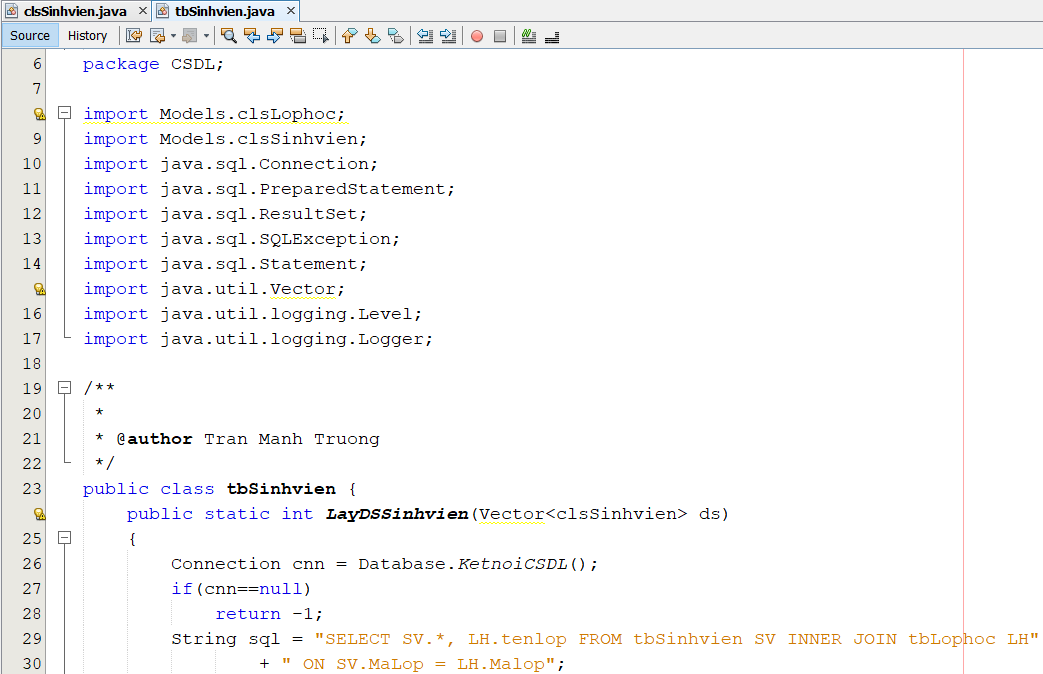 clsSinhvien.java × tbSinhvien.java ×
Source History
6 package CSDL;
7
import Models.clsLophoc;
9 import Models.clsSinhvien;
10 import java.sql.Connection;
11 import java.sql.PreparedStatement;
12 import java.sql.ResultSet;
13 import java.sql.SQLException;
14 import java.sql.Statement;
import java.util.Vector;
16 import java.util.logging.Level;
17 import java.util.logging.Logger;
18
19 /**
20 *
21 * @author Tran Manh Truong
22 */
23 public class tbSinhvien {
public static int LayDSSinhvien(Vector<clsSinhvien> ds)
25 {
26 Connection cnn = Database.KetnoiCSDL();
27 if(cnn==null)
28 return -1;
29 String sql = "SELECT SV.*, LH.tenlop FROM tbSinhvien SV INNER JOIN tbLophoc LH"
30 + " ON SV.MaLop = LH.Malop";